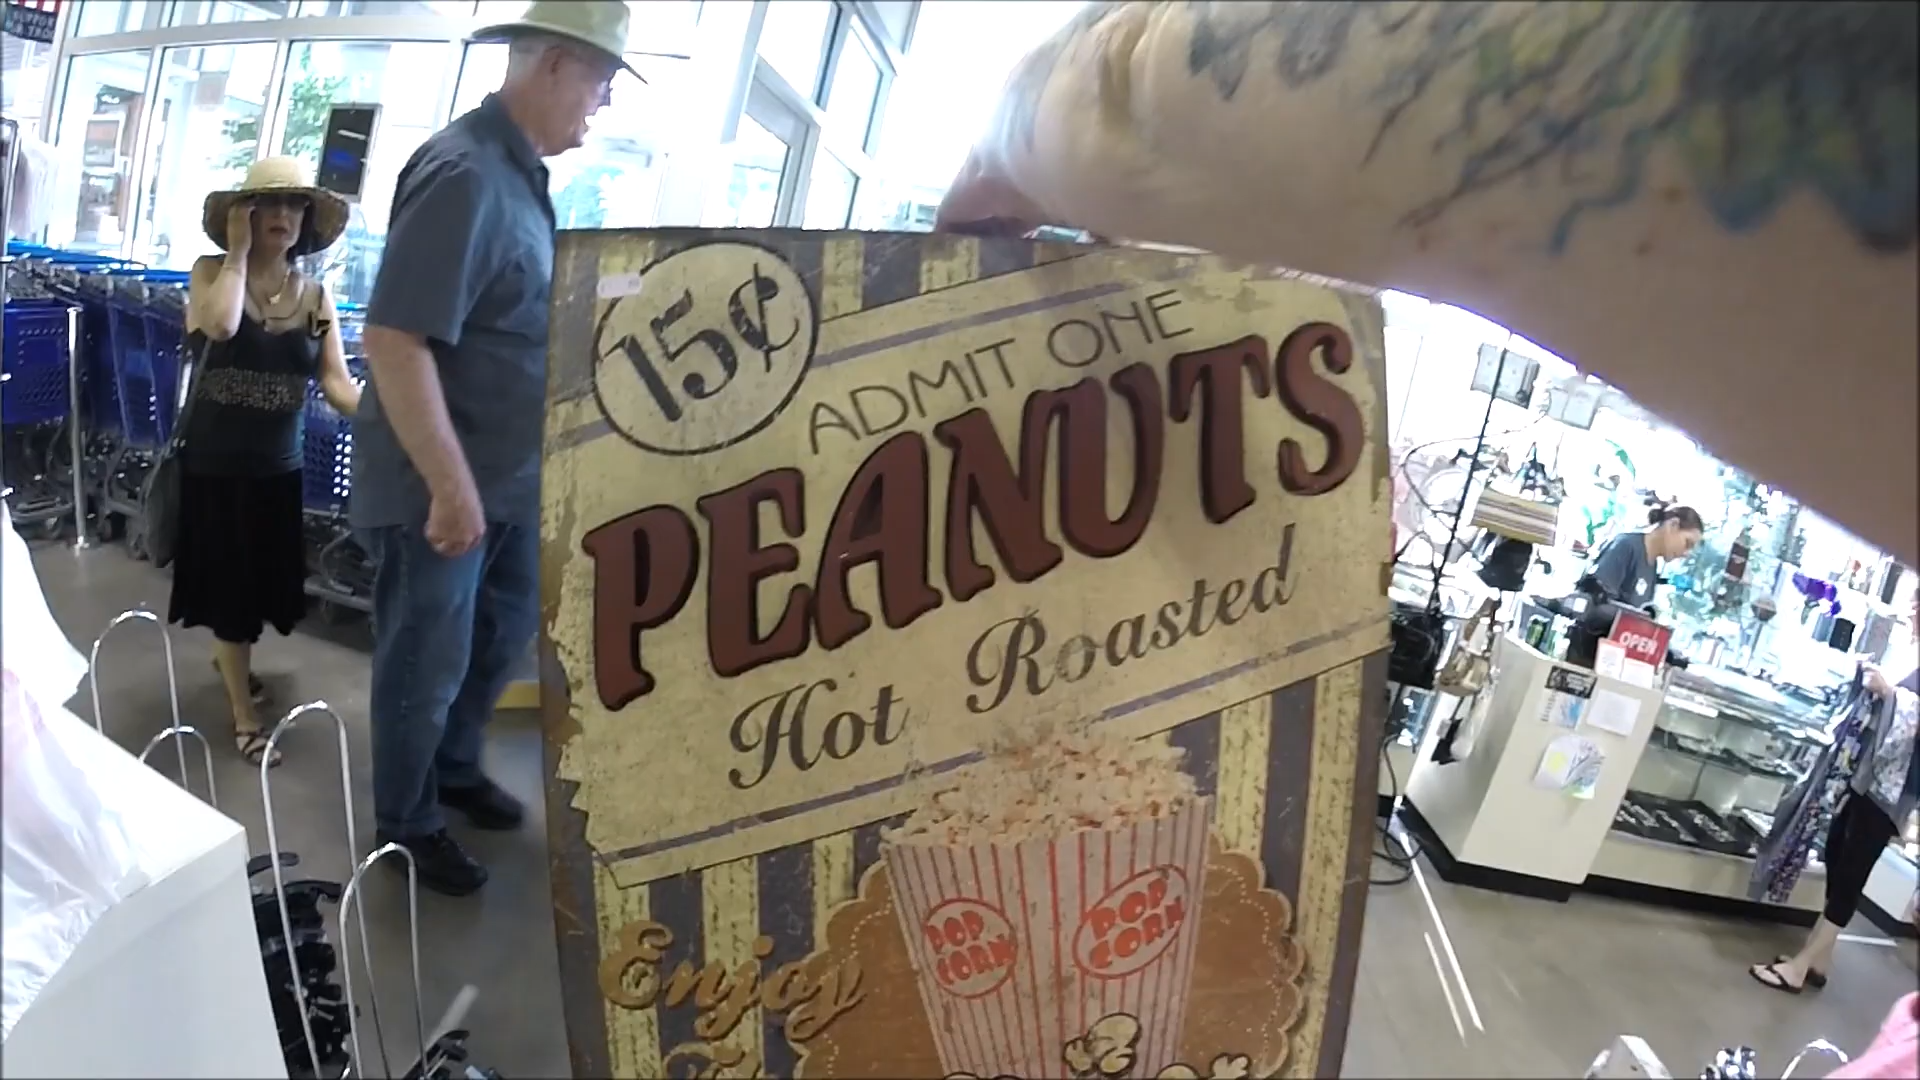 15¢
ADMIT ONE
PEANUTS
Hot Roasted
Enjoy
POP
CORN
POP
CORN
OPEN